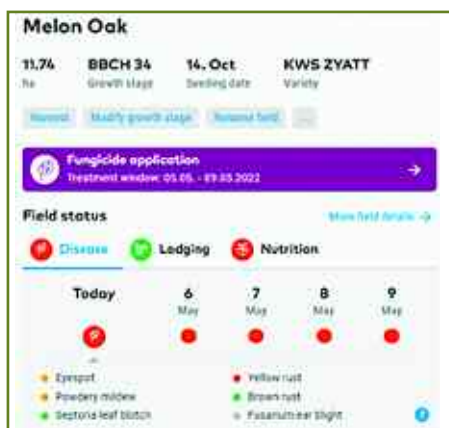 Melon Oak
11.74 BBCH 34 14. Oct KWS ZYATT
ha Growth stage Seeding date Variety
Harvest Modify growth stage Rename field ...
Fungicide application
Treatment window: 05.05. - 09.05.2022
Field status More field details
Disease Lodging Nutrition
Today 6 7 8 9
May May May May
Eyespot Yellow rust
Powdery mildew Brown rust
Septoria leaf blotch Fusarium ear blight